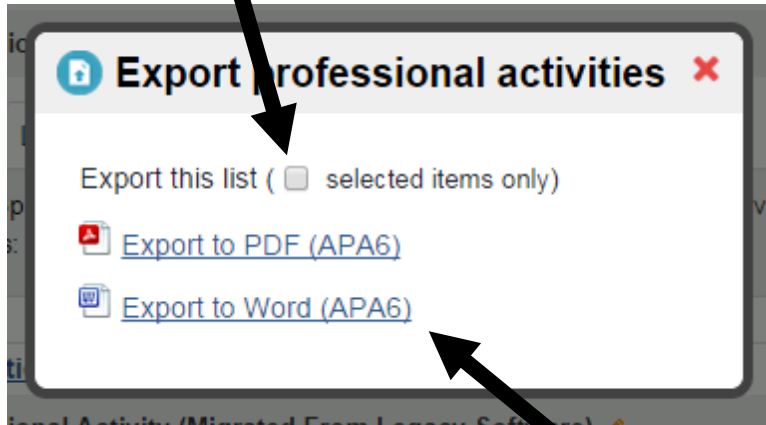 Export professional activities
Export this list ( selected items only)
Export to PDF (APA6)
Export to Word (APA6)
ional Activity (Migrated From Legacy Software)